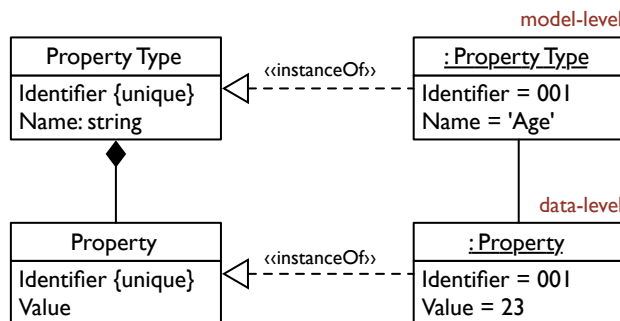 model-level
Property Type
Identifier {unique}
Name: string
‹‹instanceOf››
: Property Type
Identifier = 001
Name = 'Age'
data-level
Property
Identifier {unique}
Value
‹‹instanceOf››
: Property
Identifier = 001
Value = 23